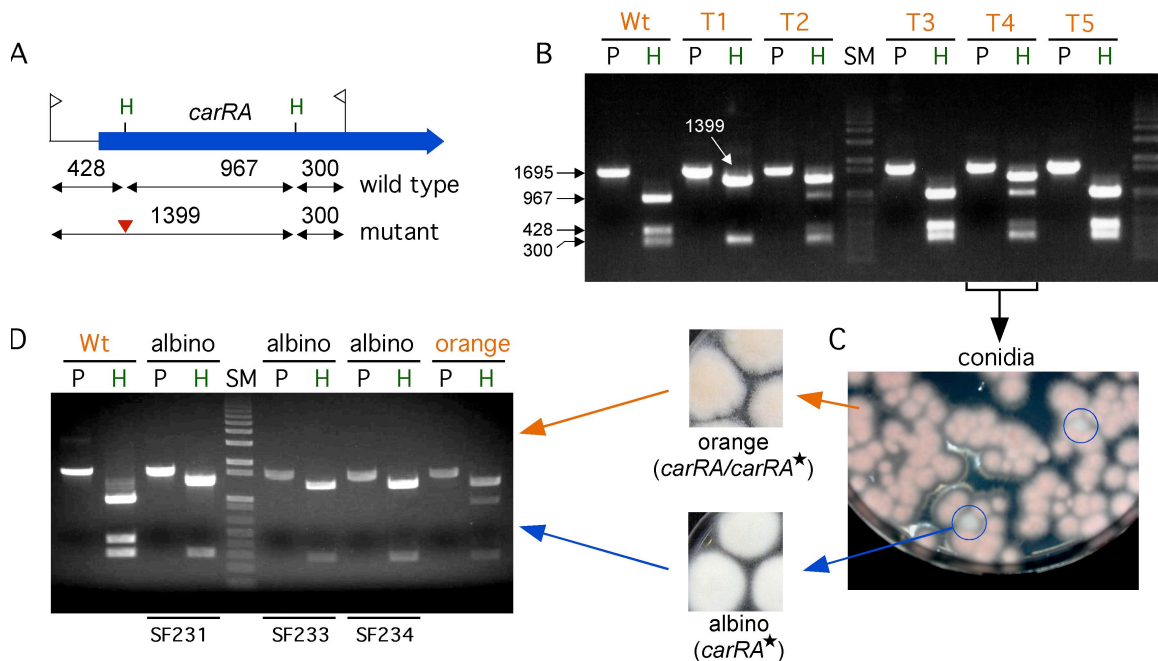 A
H
carRA
H
428
967
300
wild type
1399
300
mutant
B
Wt
T1
T2
T3
T4
T5
P
H
P
H
P
H
SM
P
H
P
H
P
H
1399
1695
967
428
300
D
Wt
albino
albino
albino
orange
P
H
P
H
SM
P
H
P
H
P
H
SF231
SF233
SF234
orange
(carRA/carRA★)
albino
(carRA★)
C
conidia